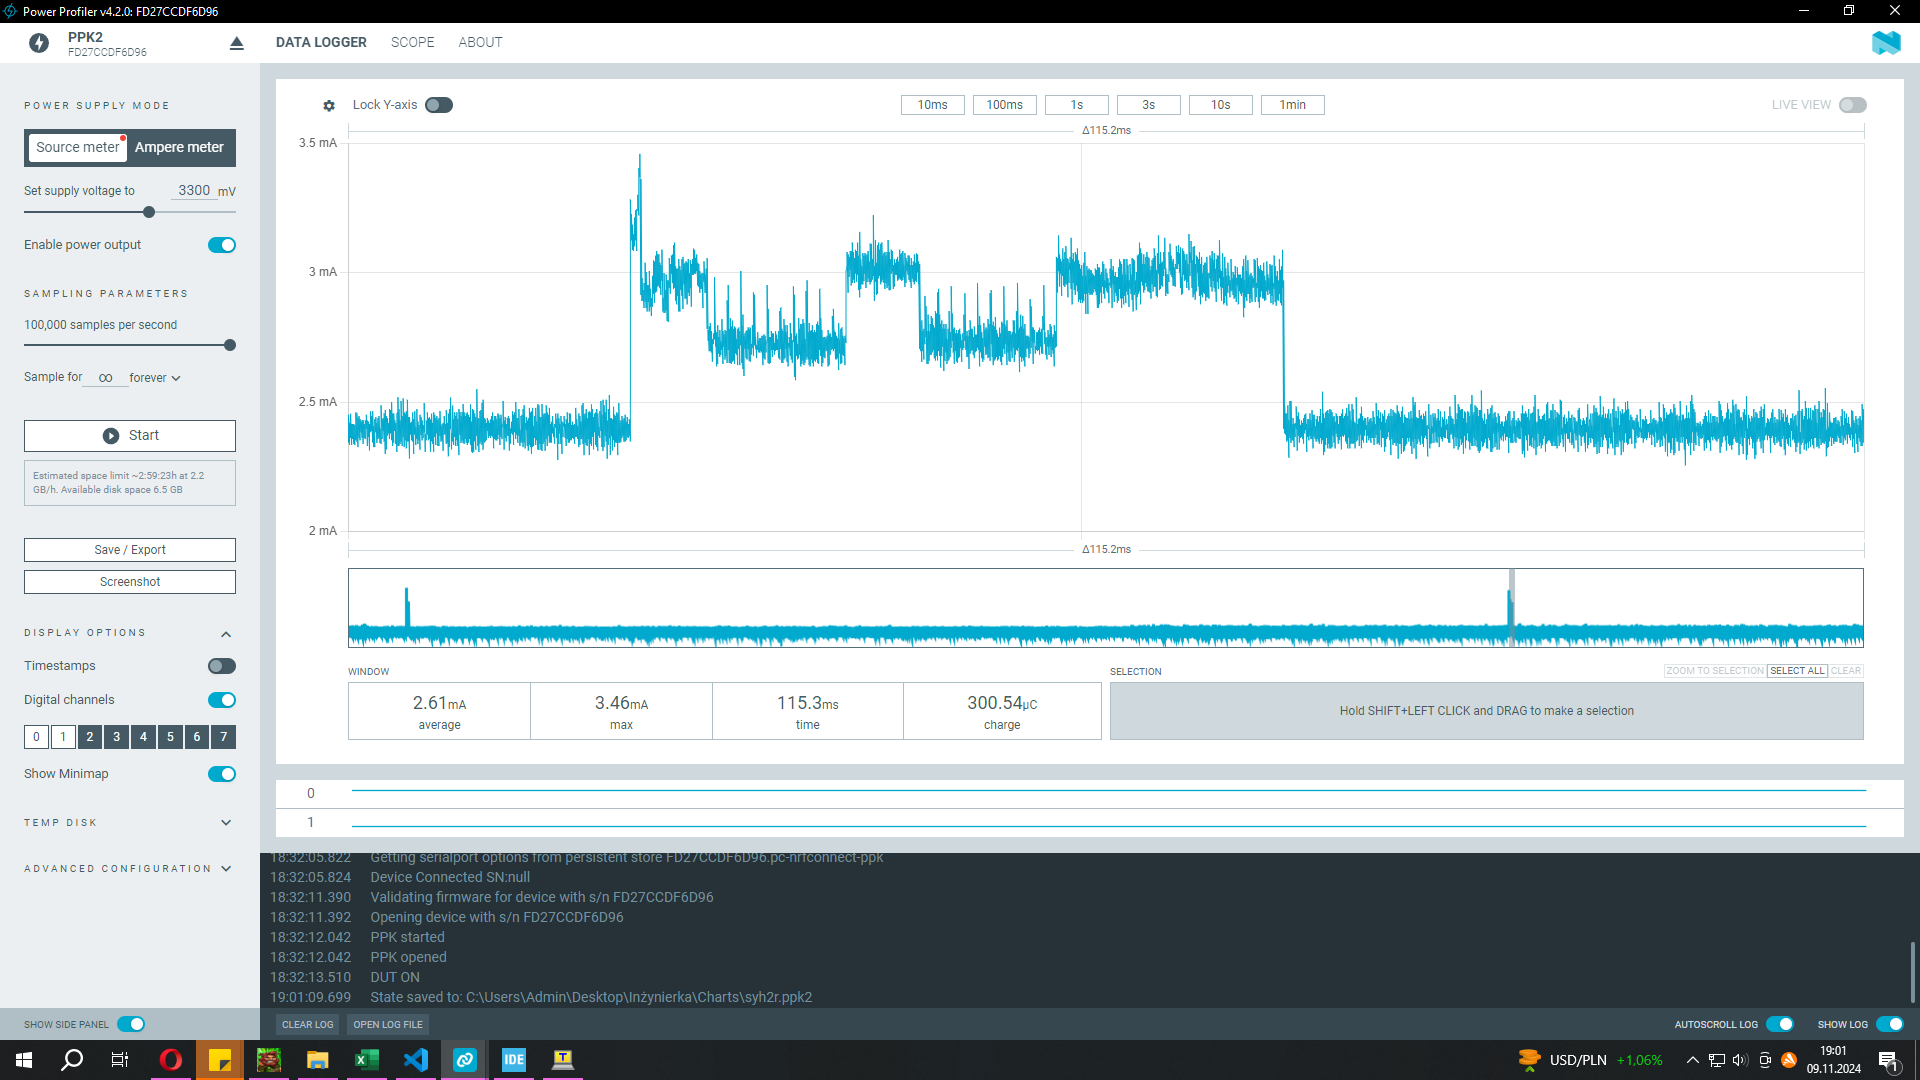 Power Profiler v4.2.0: FD27CCDF6D96
PPK2
FD27CCDF6D96
DATA LOGGER
SCOPE
ABOUT
POWER SUPPLY MODE
Source meter
Ampere meter
Set supply voltage to 3300 mV
Enable power output
SAMPLING PARAMETERS
100,000 samples per second
Sample for ∞ forever
Start
Estimated space limit ~2:59:23h at 2.2
GB/h. Available disk space 6.5 GB
Save / Export
Screenshot
DISPLAY OPTIONS
Timestamps
Digital channels
0 1 2 3 4 5 6 7
Show Minimap
TEMP DISK
ADVANCED CONFIGURATION
SHOW SIDE PANEL
Lock Y-axis
10ms 100ms 1s 3s 10s 1min
LIVE VIEW
Δ115.2ms
3.5 mA
3 mA
2.5 mA
2 mA
Δ115.2ms
WINDOW
2.61mA
average
3.46mA
max
115.3ms
time
300.54µC
charge
SELECTION
ZOOM TO SELECTION SELECT ALL CLEAR
Hold SHIFT+LEFT CLICK and DRAG to make a selection
0
1
18:32:05.822 Getting serialport options from persistent store FD27CCDF6D96.pc-nrfconnect-ppk
18:32:05.824 Device Connected SN:null
18:32:11.390 Validating firmware for device with s/n FD27CCDF6D96
18:32:11.392 Opening device with s/n FD27CCDF6D96
18:32:12.042 PPK started
18:32:12.042 PPK opened
18:32:13.510 DUT ON
19:01:09.699 State saved to: C:\Users\Admin\Desktop\Inżynierka\Charts\syh2r.ppk2
CLEAR LOG
OPEN LOG FILE
AUTOSCROLL LOG
SHOW LOG
IDE
T
USD/PLN +1,06%
19:01
09.11.2024
1